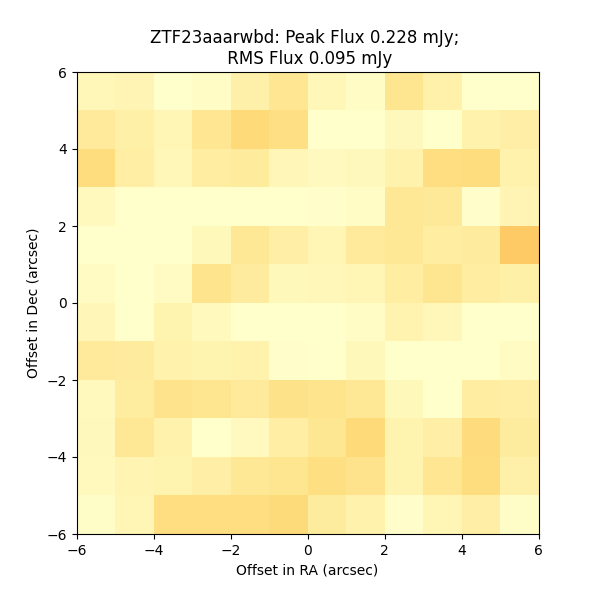 ZTF23aaarwbd: Peak Flux 0.228 mJy;
RMS Flux 0.095 mJy
6
4
2
0
−2
−4
−6
Offset in Dec (arcsec)
−6 −4 −2 0 2 4 6
Offset in RA (arcsec)